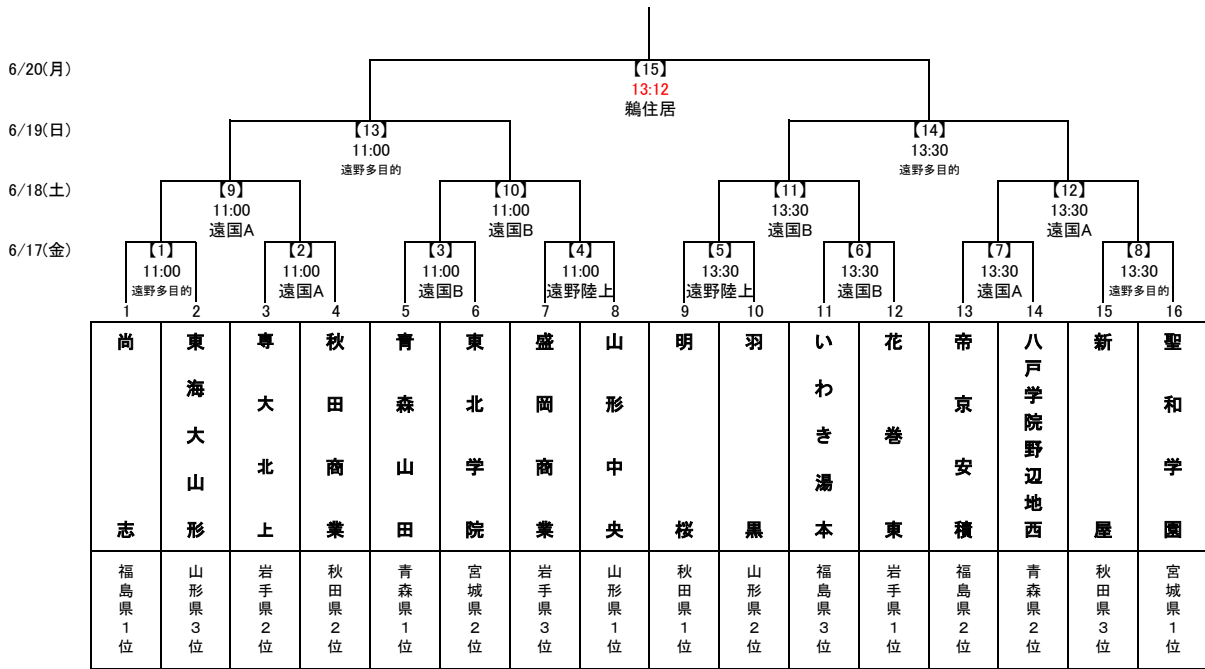 6/20(月)
【15】
13:12
鵜住居
6/19(日)
【13】
【14】
11:00
13:30
遠野多目的
遠野多目的
6/18(土)
【9】
【10】
【11】
【12】
11:00
11:00
13:30
13:30
遠国A
遠国B
遠国B
遠国A
6/17(金)
【1】
【2】
【3】
【4】
【5】
【6】
【7】
【8】
11:00
11:00
11:00
11:00
13:30
13:30
13:30
13:30
遠野多目的
遠国A
遠国B
遠野陸上
遠野陸上
遠国B
遠国A
遠野多目的
1
2
3
4
5
6
7
8
9
10
11
12
13
14
15
16
尚志
東海大山形
専大北上
秋田商業
青森山田
東北学院
盛岡商業
山形中央
明桜
羽黒
いわき湯本
花巻東
帝京安積
八戸学院野辺地西
新屋
聖和学園
福島県1位
山形県3位
岩手県2位
秋田県2位
青森県1位
宮城県2位
岩手県3位
山形県1位
秋田県1位
山形県2位
福島県3位
岩手県1位
福島県2位
青森県2位
秋田県3位
宮城県1位